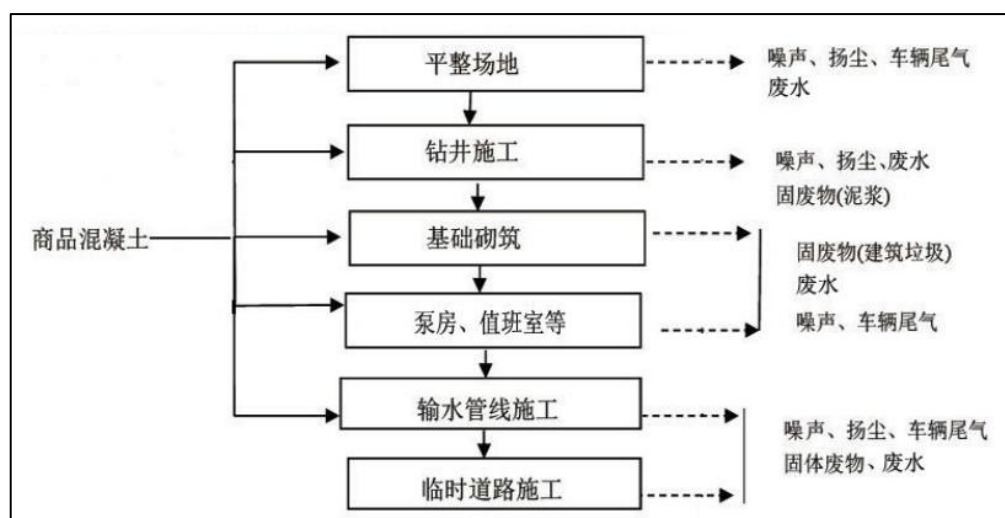 平整场地
噪声、扬尘、车辆尾气
废水
钻井施工
噪声、扬尘、废水
固废物(泥浆)
商品混凝土
基础砌筑
固废物(建筑垃圾)
废水
泵房、值班室等
噪声、车辆尾气
输水管线施工
噪声、扬尘、车辆尾气
固体废物、废水
临时道路施工